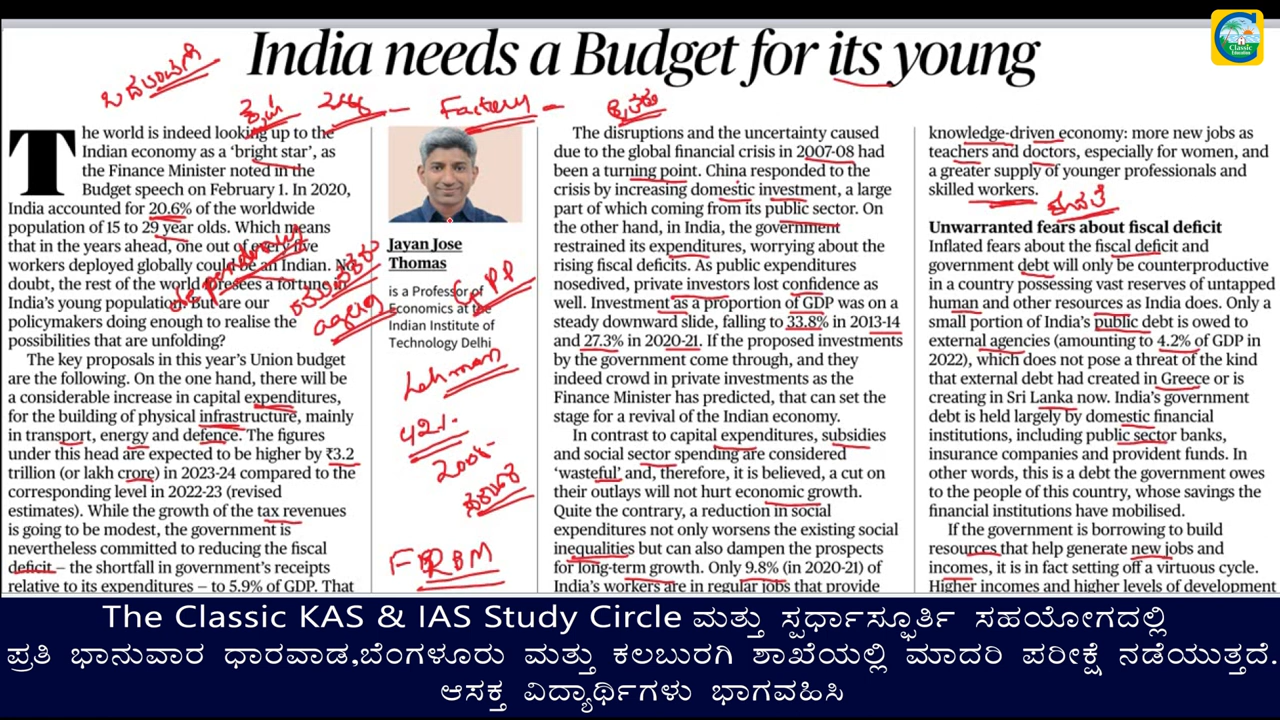 India needs a Budget for its young
Classic
Education
Factery
The world is indeed looking up to the
Indian economy as a ‘bright star’, as
the Finance Minister noted in the
Budget speech on February 1. In 2020,
India accounted for 20.6% of the worldwide
population of 15 to 29 year olds. Which means
that in the years ahead, one out of every five
workers deployed globally could be an Indian. No
doubt, the rest of the world foresees a fortune in
India’s young population. But are our
policymakers doing enough to realise the
possibilities that are unfolding?
The key proposals in this year’s Union budget
are the following. On the one hand, there will be
a considerable increase in capital expenditures,
for the building of physical infrastructure, mainly
in transport, energy and defence. The figures
under this head are expected to be higher by ₹3.2
trillion (or lakh crore) in 2023-24 compared to the
corresponding level in 2022-23 (revised
estimates). While the growth of the tax revenues
is going to be modest, the government is
nevertheless committed to reducing the fiscal
deficit – the shortfall in government’s receipts
relative to its expenditures – to 5.9% of GDP. That
Jayan Jose
Thomas
is a Professor of
Economics at the
Indian Institute of
Technology Delhi
Lehman
42%
2008
FRBM
The disruptions and the uncertainty caused
due to the global financial crisis in 2007-08 had
been a turning point. China responded to the
crisis by increasing domestic investment, a large
part of which coming from its public sector. On
the other hand, in India, the government
restrained its expenditures, worrying about the
rising fiscal deficits. As public expenditures
nosedived, private investors lost confidence as
well. Investment as proportion of GDP was on a
steady downward slide, falling to 33.8% in 2013-14
and 27.3% in 2020-21. If the proposed investments
by the government come through, and they
indeed crowd in private investments as the
Finance Minister has predicted, that can set the
stage for a revival of the Indian economy.
In contrast to capital expenditures, subsidies
and social sector spending are considered
‘wasteful’ and, therefore, it is believed, a cut on
their outlays will not hurt economic growth.
Quite the contrary, a reduction in social
expenditures not only worsens the existing social
inequalities but can also dampen the prospects
for long-term growth. Only 9.8% (in 2020-21) of
India’s workers are in regular jobs that provide
knowledge-driven economy: more new jobs as
teachers and doctors, especially for women, and
a greater supply of younger professionals and
skilled workers.
Unwarranted fears about fiscal deficit
Inflated fears about the fiscal deficit and
government debt will only be counterproductive
in a country possessing vast reserves of untapped
human and other resources as India does. Only a
small portion of India’s public debt is owed to
external agencies (amounting to 4.2% of GDP in
2022), which does not pose a threat of the kind
that external debt had created in Greece or is
creating in Sri Lanka now. India’s government
debt is held largely by domestic financial
institutions, including public sector banks,
insurance companies and provident funds. In
other words, this is a debt the government owes
to the people of this country, whose savings the
financial institutions have mobilised.
If the government is borrowing to build
resources that help generate new jobs and
incomes, it is in fact setting off a virtuous cycle.
Higher incomes and higher levels of development
The Classic KAS & IAS Study Circle ಮತ್ತು ಸ್ಪರ್ಧಾಸ್ಫೂರ್ತಿ ಸಹಯೋಗದಲ್ಲಿ
ಪ್ರತಿ ಭಾನುವಾರ ಧಾರವಾಡ,ಬೆಂಗಳೂರು ಮತ್ತು ಕಲಬುರಗಿ ಶಾಖೆಯಲ್ಲಿ ಮಾದರಿ ಪರೀಕ್ಷೆ ನಡೆಯುತ್ತದೆ.
ಆಸಕ್ತ ವಿದ್ಯಾರ್ಥಿಗಳು ಭಾಗವಹಿಸಿ